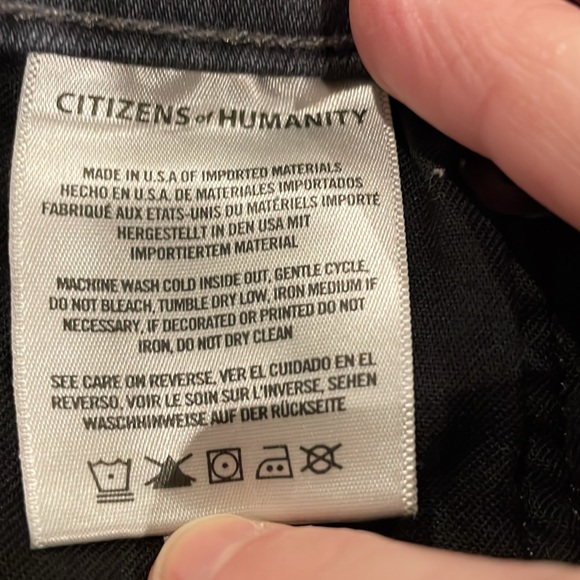 CITIZENS of HUMANITY
MADE IN U.S.A OF IMPORTED MATERIALS
HECHO EN U.S.A. DE MATERIALES IMPORTADOS
FABRIQUÉ AUX ETATS-UNIS DU MATÉRIELS IMPORTÉ
HERGESTELLT IN DEN USA MIT
IMPORTIERTEM MATERIAL
MACHINE WASH COLD INSIDE OUT, GENTLE CYCLE,
DO NOT BLEACH, TUMBLE DRY LOW, IRON MEDIUM IF
NECESSARY, IF DECORATED OR PRINTED DO NOT
IRON, DO NOT DRY CLEAN
SEE CARE ON REVERSE, VER EL CUIDADO EN EL
REVERSO, VOIR LE SOIN SUR L'INVERSE, SEHEN
WASCHHINWEISE AUF DER RÜCKSEITE